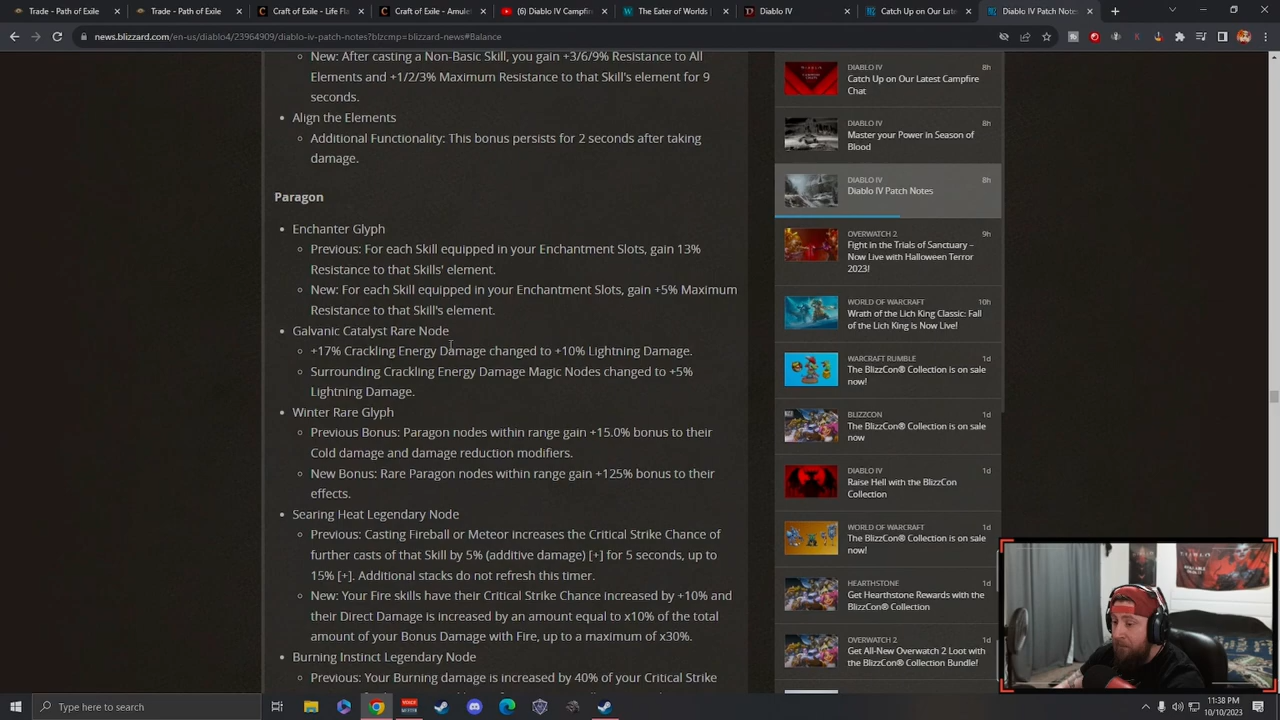 Trade - Path of Exile
Trade - Path of Exile
Craft of Exile - Life Fla
Craft of Exile - Amule
(6) Diablo IV Campfir
The Eater of Worlds
Diablo IV
Catch Up on Our Late
Diablo IV Patch Notes
news.blizzard.com/en-us/diablo4/23964909/diablo-iv-patch-notes?blzcmp=blizzard-news#Balance
New: After casting a Non-Basic Skill, you gain +3/6/9% Resistance to All
Elements and +1/2/3% Maximum Resistance to that Skill's element for 9
seconds.
Align the Elements
Additional Functionality: This bonus persists for 2 seconds after taking
damage.
Paragon
Enchanter Glyph
Previous: For each Skill equipped in your Enchantment Slots, gain 13%
Resistance to that Skills' element.
New: For each Skill equipped in your Enchantment Slots, gain +5% Maximum
Resistance to that Skill's element.
Galvanic Catalyst Rare Node
+17% Crackling Energy Damage changed to +10% Lightning Damage.
Surrounding Crackling Energy Damage Magic Nodes changed to +5%
Lightning Damage.
Winter Rare Glyph
Previous Bonus: Paragon nodes within range gain +15.0% bonus to their
Cold damage and damage reduction modifiers.
New Bonus: Rare Paragon nodes within range gain +125% bonus to their
effects.
Searing Heat Legendary Node
Previous: Casting Fireball or Meteor increases the Critical Strike Chance of
further casts of that Skill by 5% (additive damage) [+] for 5 seconds, up to
15% [+]. Additional stacks do not refresh this timer.
New: Your Fire skills have their Critical Strike Chance increased by +10% and
their Direct Damage is increased by an amount equal to x10% of the total
amount of your Bonus Damage with Fire, up to a maximum of x30%.
Burning Instinct Legendary Node
Previous: Your Burning damage is increased by 40% of your Critical Strike
DIABLO IV 8h
Catch Up on Our Latest Campfire
Chat
DIABLO IV 8h
Master your Power in Season of
Blood
DIABLO IV 8h
Diablo IV Patch Notes
OVERWATCH 2 9h
Fight in the Trials of Sanctuary –
Now Live with Halloween Terror
2023!
WORLD OF WARCRAFT 10h
Wrath of the Lich King Classic: Fall
of the Lich King is Now Live!
WARCRAFT RUMBLE 1d
The BlizzCon® Collection is on sale
now!
BLIZZCON 1d
The BlizzCon® Collection is on sale
now
DIABLO IV 1d
Raise Hell with the BlizzCon
Collection
WORLD OF WARCRAFT 1d
The BlizzCon® Collection is on sale
now!
HEARTHSTONE 1d
Get Hearthstone Rewards with the
BlizzCon® Collection
OVERWATCH 2 1d
Get All-New Overwatch 2 Loot with
the BlizzCon® Collection Bundle!
Type here to search
11:38 PM
10/10/2023